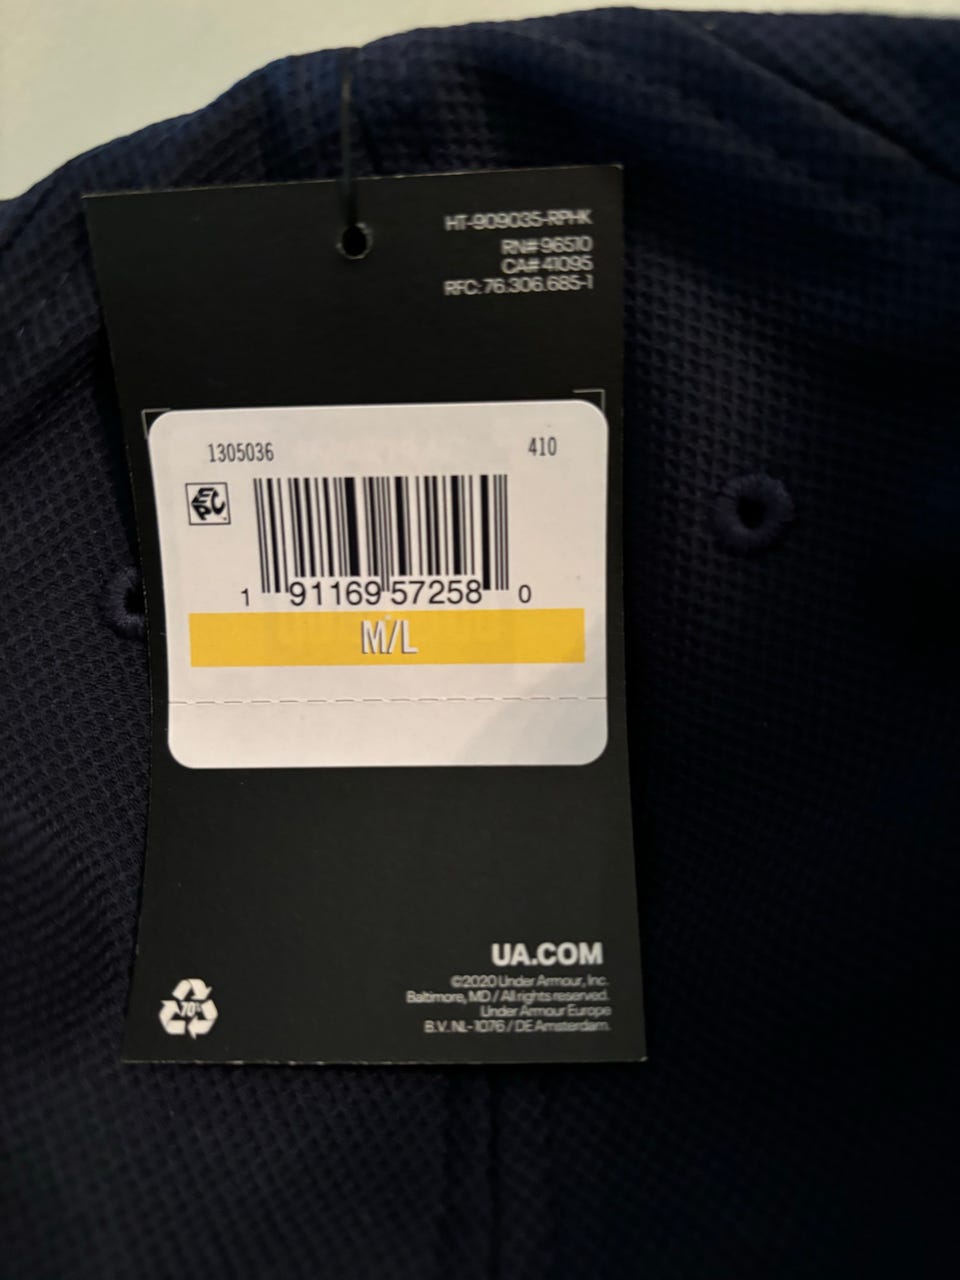 HT-909035-RPHK
RN# 96510
CA# 41095
RFC: 76.306.685-1
1305036 410
EPC
1 91169 57258 0
M/L
UA.COM
©2020 Under Armour, Inc.
Baltimore, MD / All rights reserved.
Under Armour Europe
B.V. NL-1076 / DE Amsterdam.
70%